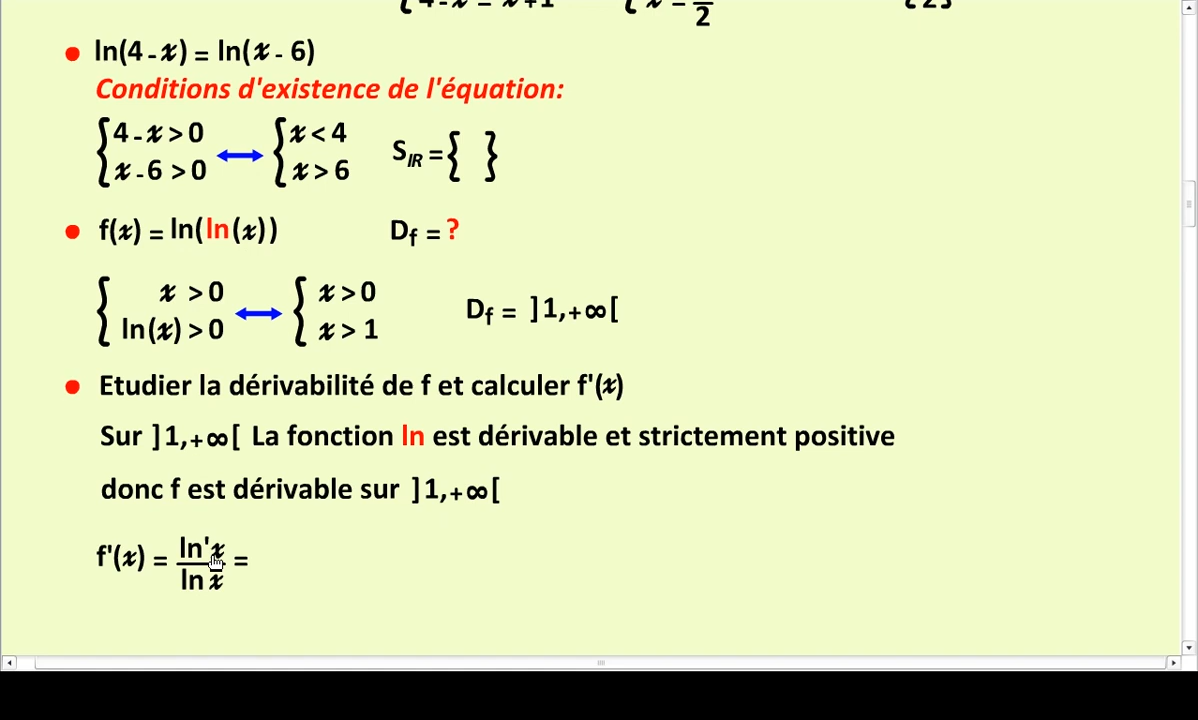 ● ln(4-x) = ln(x - 6)
Conditions d'existence de l'équation:
{4-x > 0 ↔ {x < 4
{x -6 > 0 ↔ {x > 6
S_IR = { }
● f(x) = ln(ln(x)) D_f = ?
{x > 0 ↔ {x > 0
{ln(x) > 0 ↔ {x > 1
D_f = ]1,+∞[
● Etudier la dérivabilité de f et calculer f'(x)
Sur ]1,+∞[ La fonction ln est dérivable et strictement positive
donc f est dérivable sur ]1,+∞[
f'(x) = ln'x / ln x =